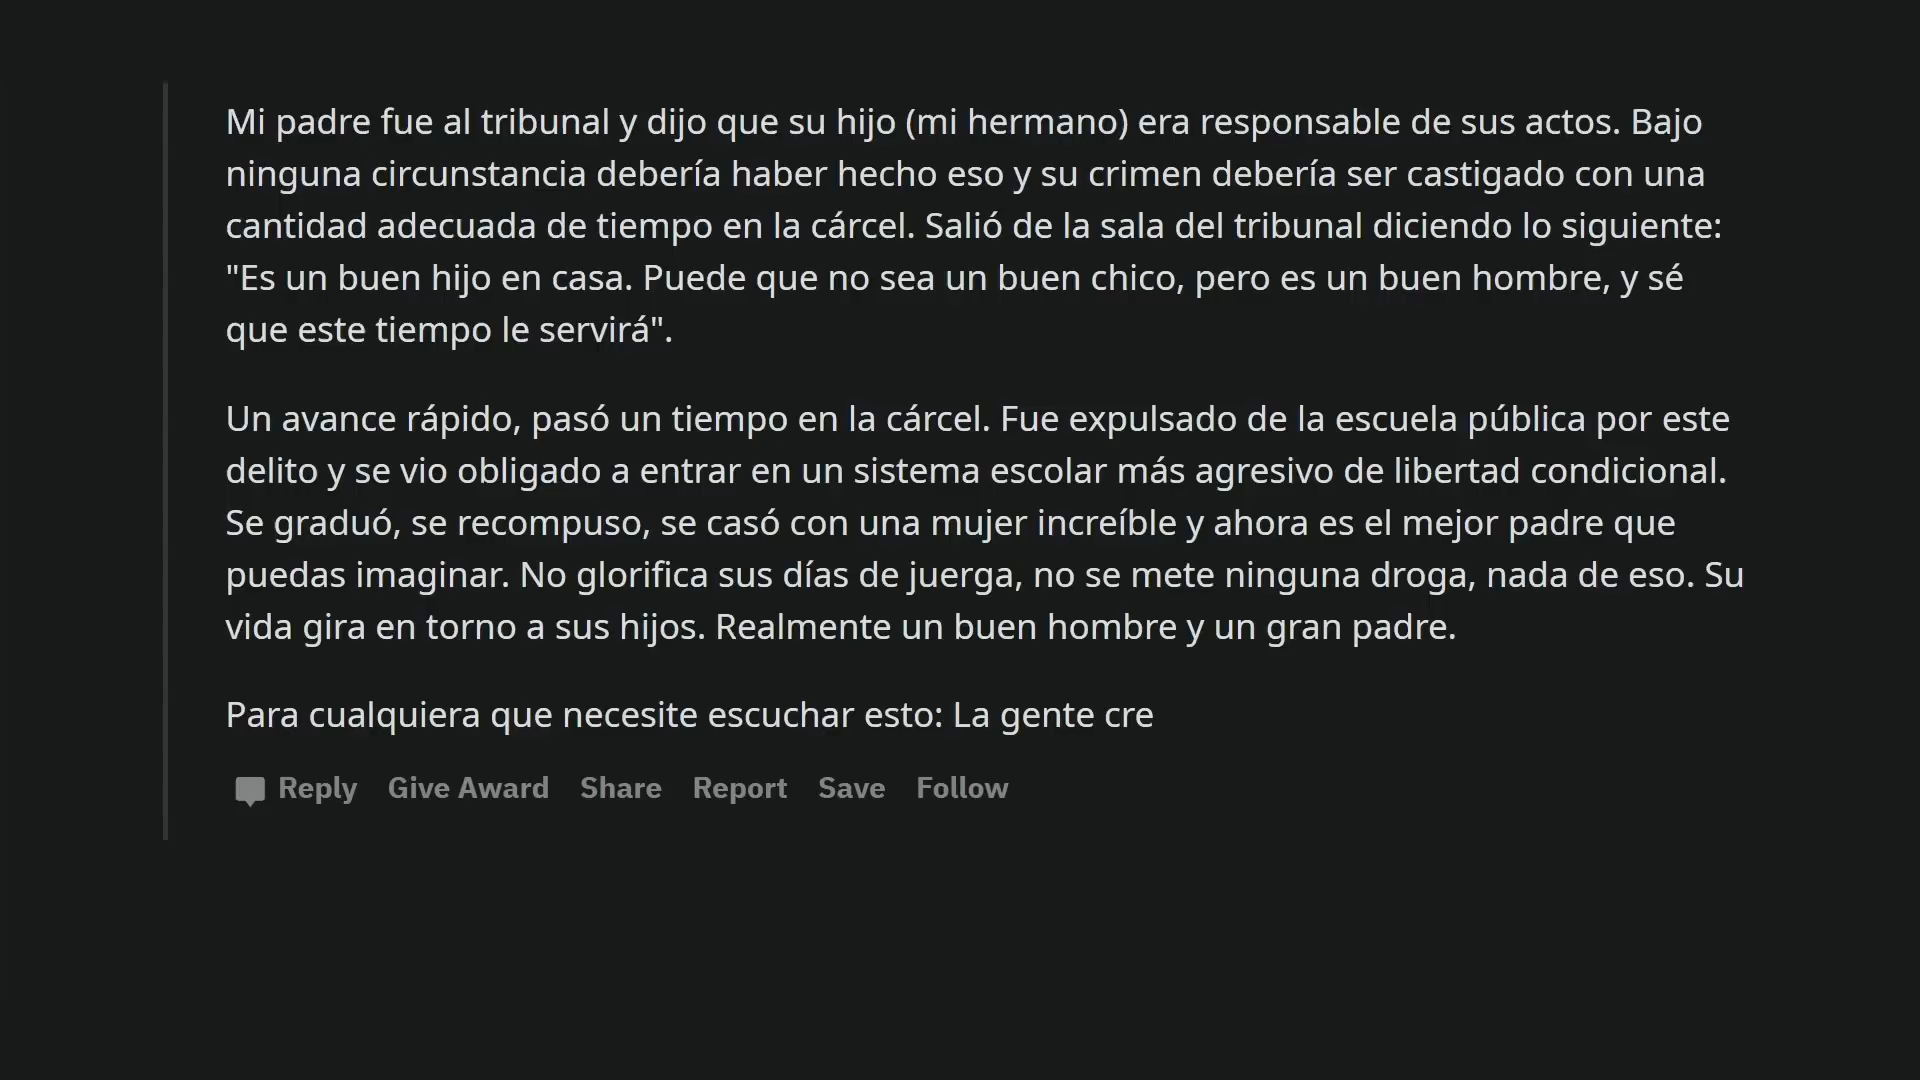 Mi padre fue al tribunal y dijo que su hijo (mi hermano) era responsable de sus actos. Bajo
ninguna circunstancia debería haber hecho eso y su crimen debería ser castigado con una
cantidad adecuada de tiempo en la cárcel. Salió de la sala del tribunal diciendo lo siguiente:
"Es un buen hijo en casa. Puede que no sea un buen chico, pero es un buen hombre, y sé
que este tiempo le servirá".
Un avance rápido, pasó un tiempo en la cárcel. Fue expulsado de la escuela pública por este
delito y se vio obligado a entrar en un sistema escolar más agresivo de libertad condicional.
Se graduó, se recompuso, se casó con una mujer increíble y ahora es el mejor padre que
puedas imaginar. No glorifica sus días de juerga, no se mete ninguna droga, nada de eso. Su
vida gira en torno a sus hijos. Realmente un buen hombre y un gran padre.
Para cualquiera que necesite escuchar esto: La gente cre
Reply Give Award Share Report Save Follow